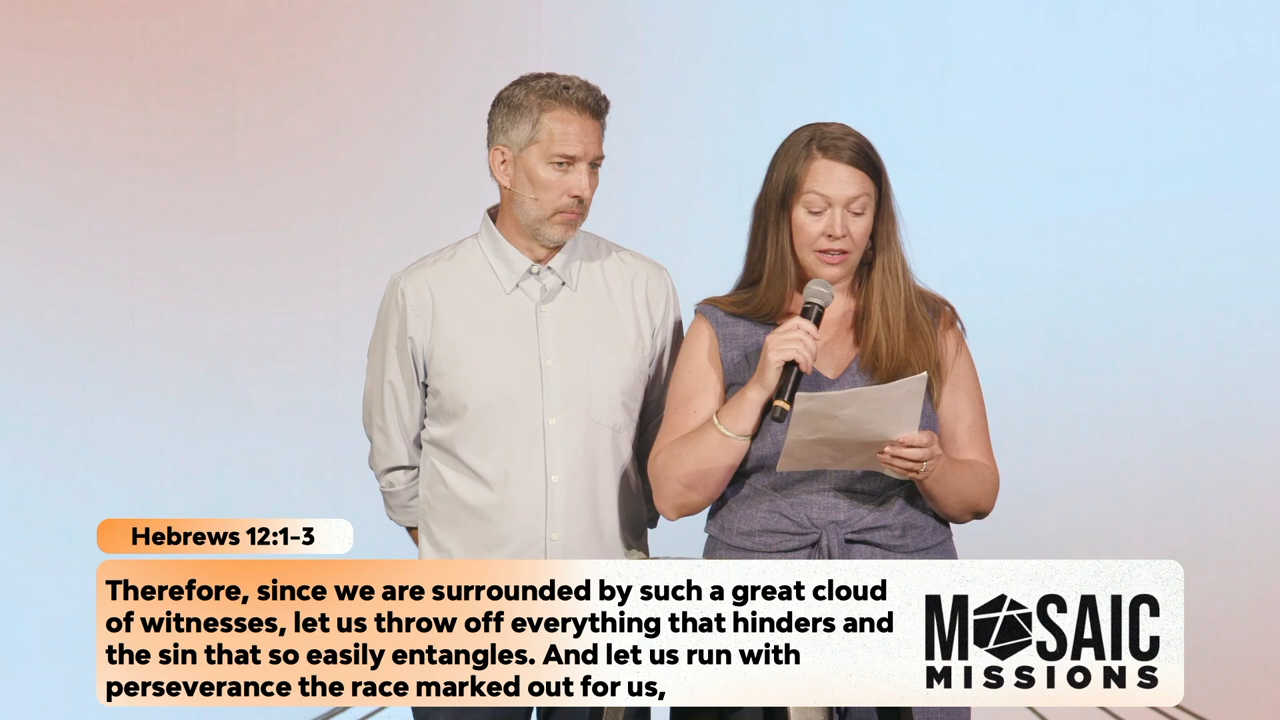 Hebrews 12:1-3
Therefore, since we are surrounded by such a great cloud
of witnesses, let us throw off everything that hinders and
the sin that so easily entangles. And let us run with
perseverance the race marked out for us,
MOSAIC
MISSIONS